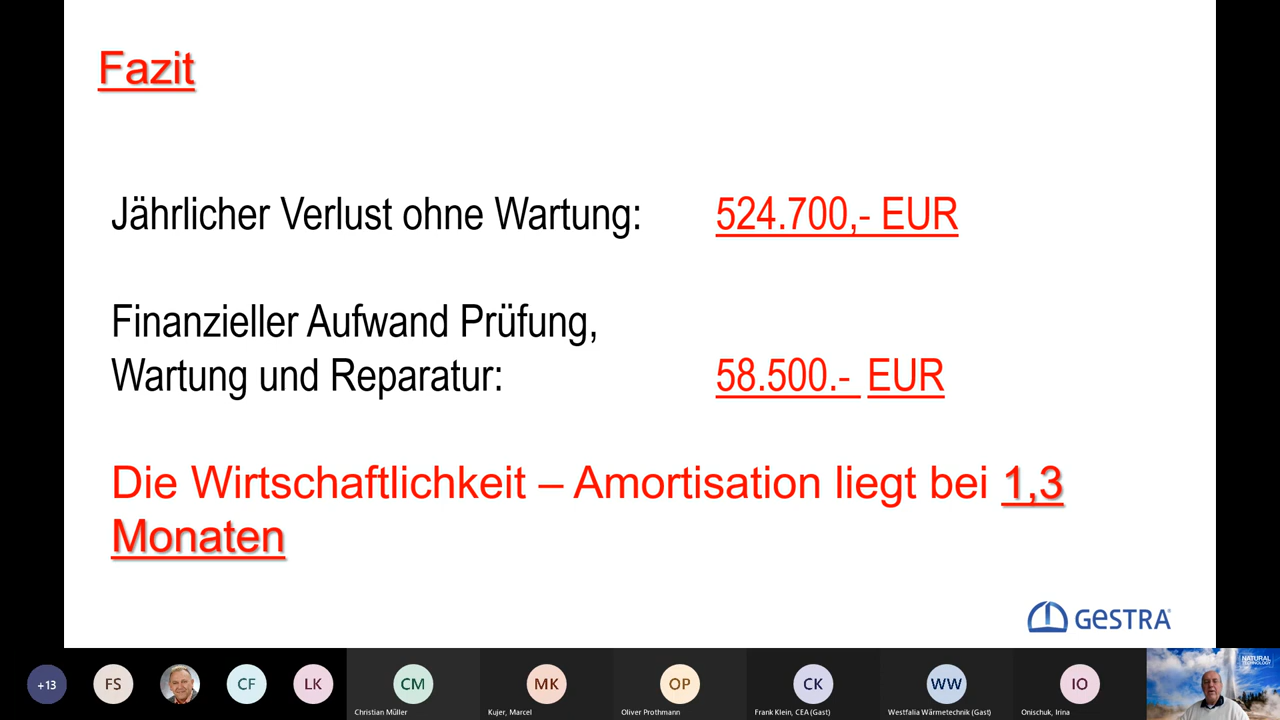 Fazit
Jährlicher Verlust ohne Wartung: 524.700,- EUR
Finanzieller Aufwand Prüfung,
Wartung und Reparatur: 58.500.- EUR
Die Wirtschaftlichkeit – Amortisation liegt bei 1,3
Monaten
GESTRA
+13
FS
CF
LK
CM
MK
OP
CK
WW
IO
NATURAL
TECHNOLOGY
Christian Müller
Kujer, Marcel
Oliver Prothmann
Frank Klein, CEA (Gast)
Westfalia Wärmetechnik (Gast)
Onischuk, Irina